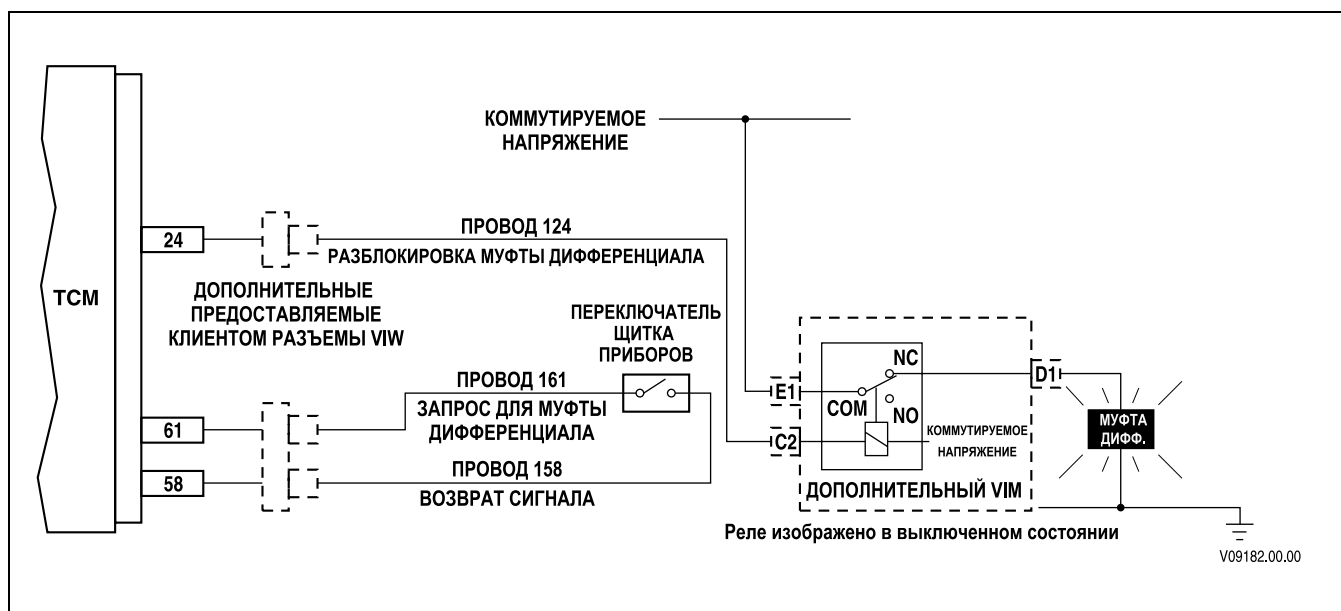 КОММУТИРУЕМОЕ
НАПРЯЖЕНИЕ
TCM
24
ПРОВОД 124
РАЗБЛОКИРОВКА МУФТЫ ДИФФЕРЕНЦИАЛА
ДОПОЛНИТЕЛЬНЫЕ
ПРЕДОСТАВЛЯЕМЫЕ
КЛИЕНТОМ РАЗЪЕМЫ VIW
ПЕРЕКЛЮЧАТЕЛЬ
ЩИТКА
ПРИБОРОВ
61
ПРОВОД 161
ЗАПРОС ДЛЯ МУФТЫ
ДИФФЕРЕНЦИАЛА
58
ПРОВОД 158
ВОЗВРАТ СИГНАЛА
E1
C2
COM
NC
NO
КОММУТИРУЕМОЕ
НАПРЯЖЕНИЕ
D1
МУФТА
ДИФФ.
ДОПОЛНИТЕЛЬНЫЙ VIM
Реле изображено в выключенном состоянии
V09182.00.00